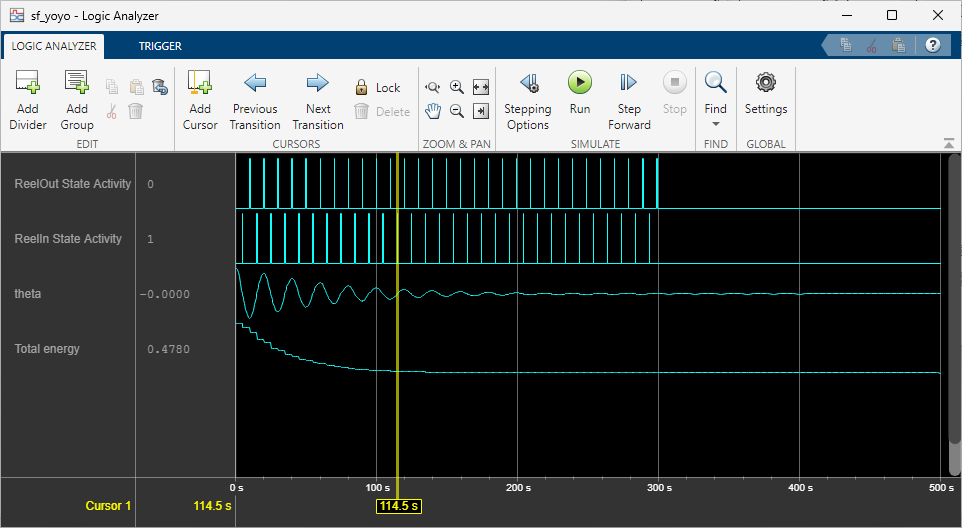 sf_yoyo - Logic Analyzer
LOGIC ANALYZER TRIGGER
?
Add Divider
Add Group
Add Cursor
Previous Transition
Next Transition
Lock
Delete
Stepping Options
Run
Step Forward
Stop
Find
Settings
EDIT CURSORS ZOOM & PAN SIMULATE FIND GLOBAL
ReelOut State Activity 0
ReelIn State Activity 1
theta -0.0000
Total energy 0.4780
0 s 100 s 200 s 300 s 400 s 500 s
Cursor 1 114.5 s 114.5 s